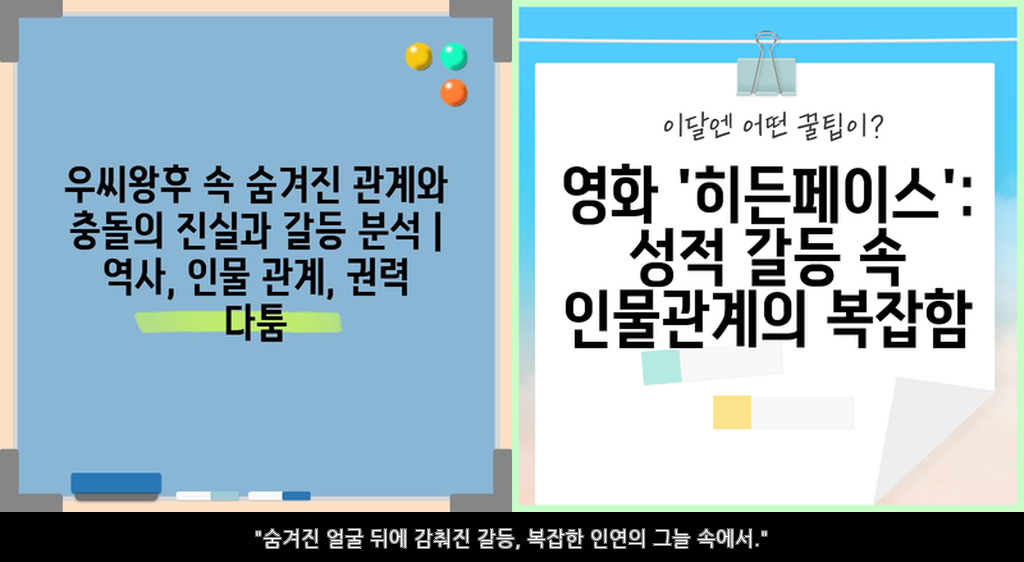 우씨왕후 속 숨겨진 관계와
충돌의 진실과 갈등 분석 |
역사, 인물 관계, 권력
다툼
이달엔 어떤 꿀팁이?
영화 '히든페이스':
성적 갈등 속
인물관계의 복잡함
"숨겨진 얼굴 뒤에 감춰진 갈등, 복잡한 인연의 그늘 속에서."